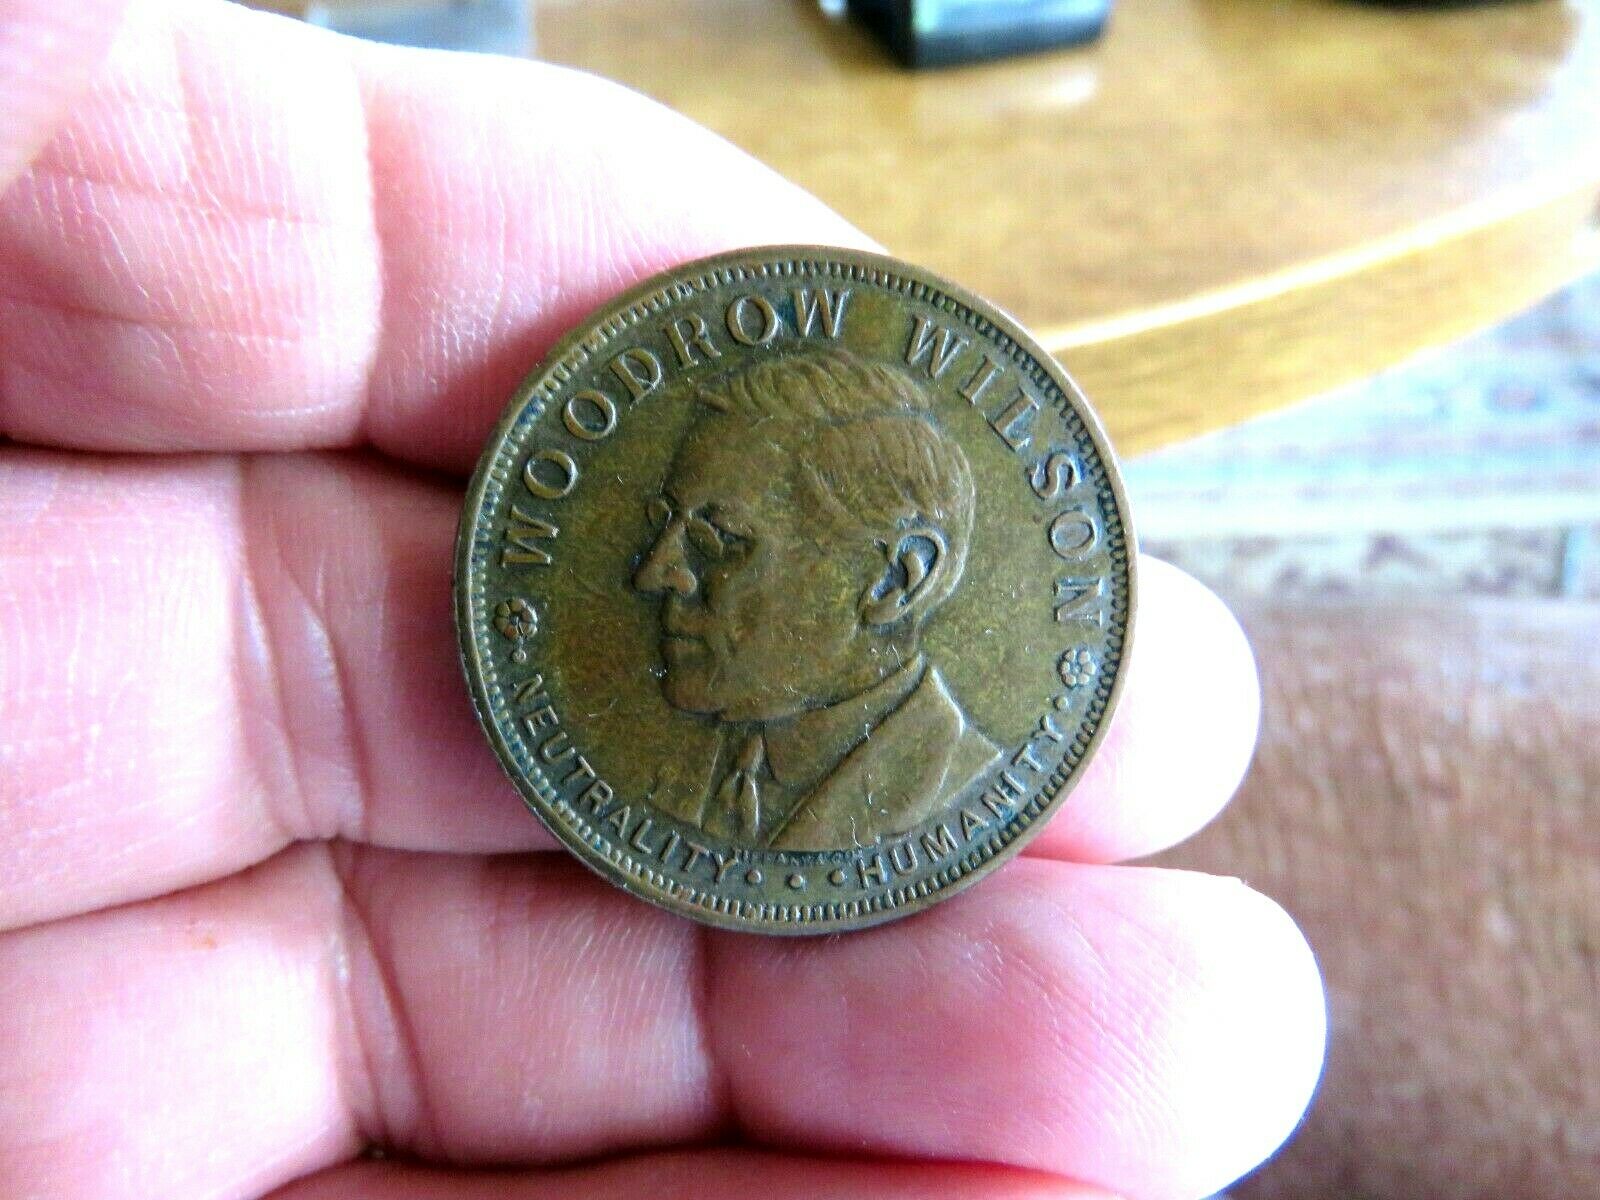 WOODROW WILSON
NEUTRALITY • • • HUMANITY